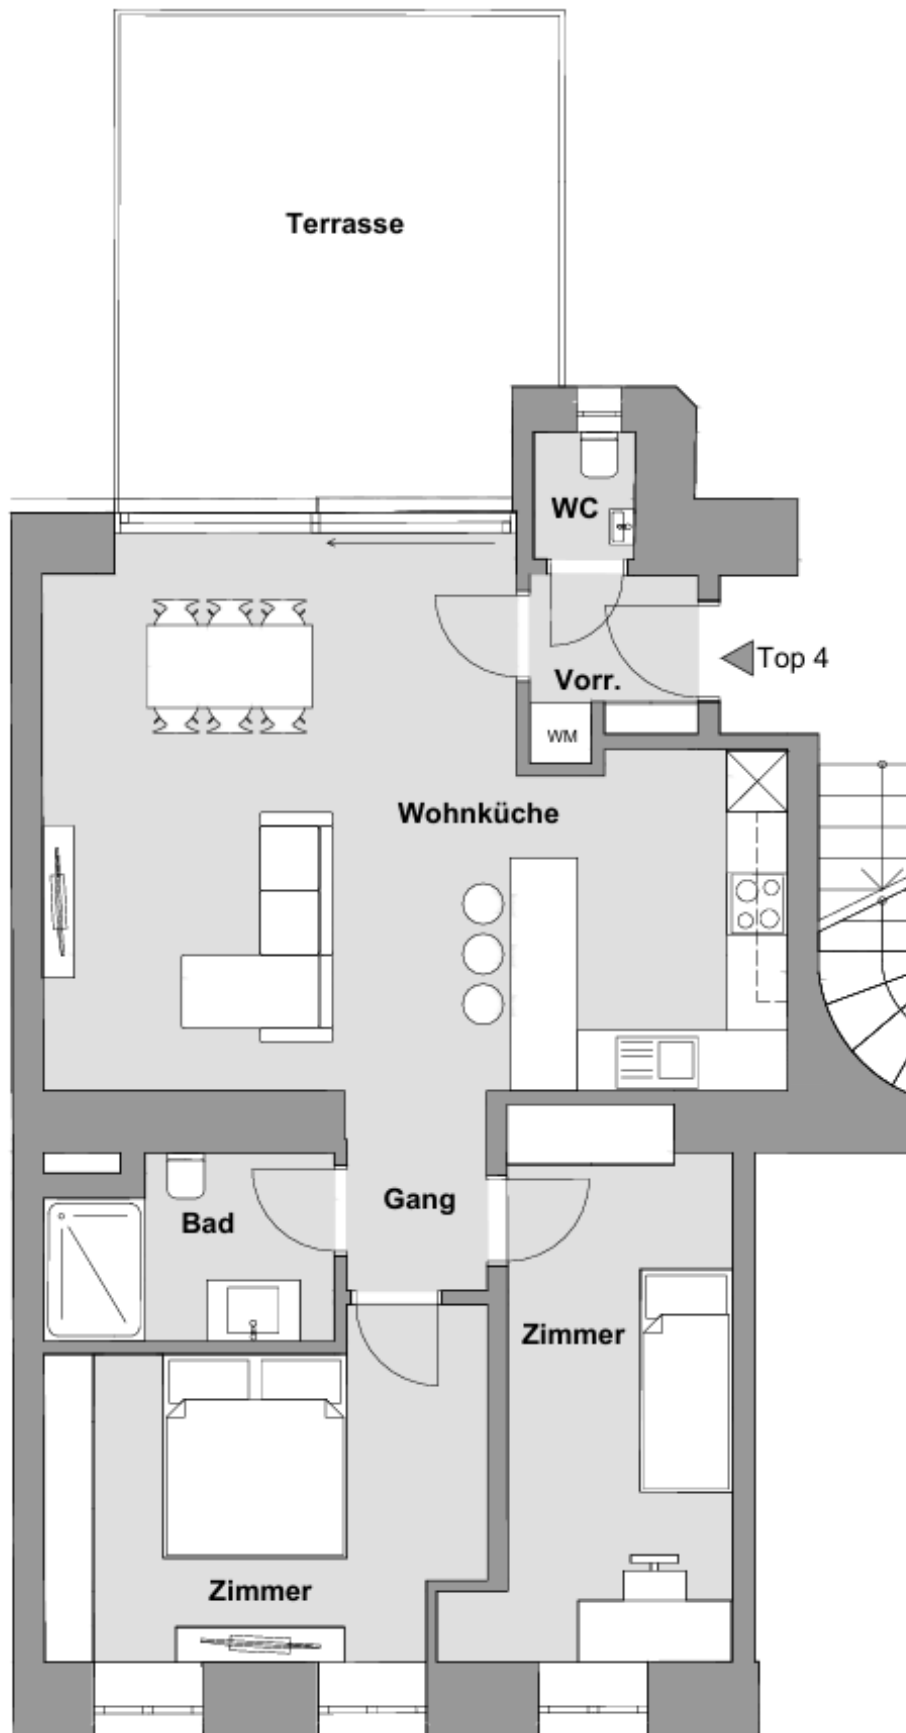 Terrasse
WC
Top 4
Vorr.
WM
Wohnküche
Gang
Bad
Zimmer
Zimmer